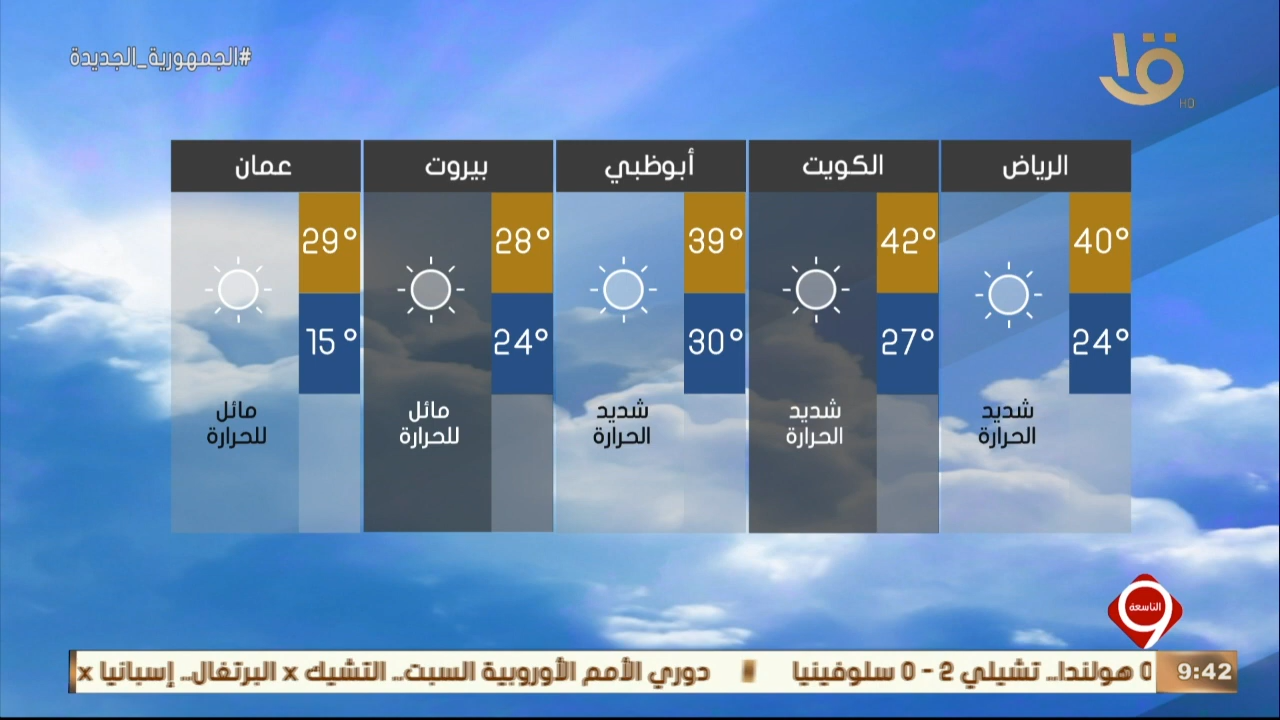 #الجمهورية_الجديدة
HD
الرياض
40°
24°
شديد
الحرارة
الكويت
42°
27°
شديد
الحرارة
أبوظبي
39°
30°
شديد
الحرارة
بيروت
28°
24°
مائل
للحرارة
عمان
29°
15°
مائل
للحرارة
التاسعة
9
9:42
0 هولندا.. تشيلي 2 - 0 سلوفينيا
دوري الأمم الأوروبية السبت.. التشيك x البرتغال.. إسبانيا x